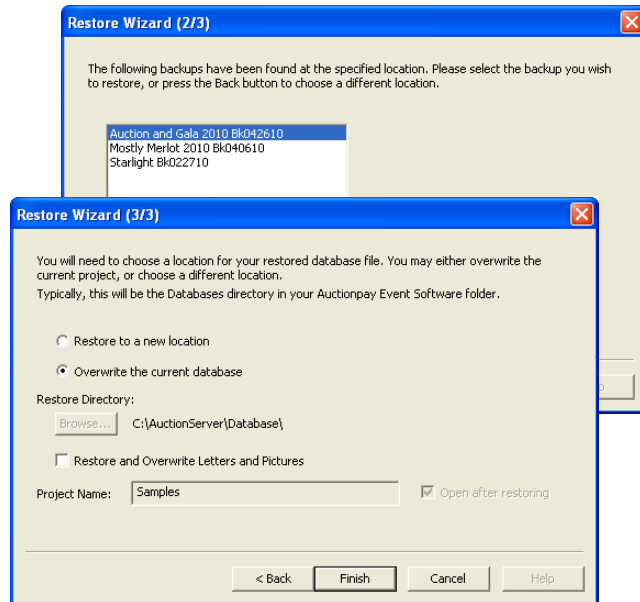 Restore Wizard (2/3)
The following backups have been found at the specified location. Please select the backup you wish
to restore, or press the Back button to choose a different location.
Auction and Gala 2010 Bk042610
Mostly Merlot 2010 Bk040610
Starlight Bk022710
Restore Wizard (3/3)
You will need to choose a location for your restored database file. You may either overwrite the
current project, or choose a different location.
Typically, this will be the Databases directory in your Auctionpay Event Software folder.
Restore to a new location
Overwrite the current database
Restore Directory:
Browse... C:\AuctionServer\Database\
Restore and Overwrite Letters and Pictures
Project Name: Samples Open after restoring
< Back Finish Cancel Help